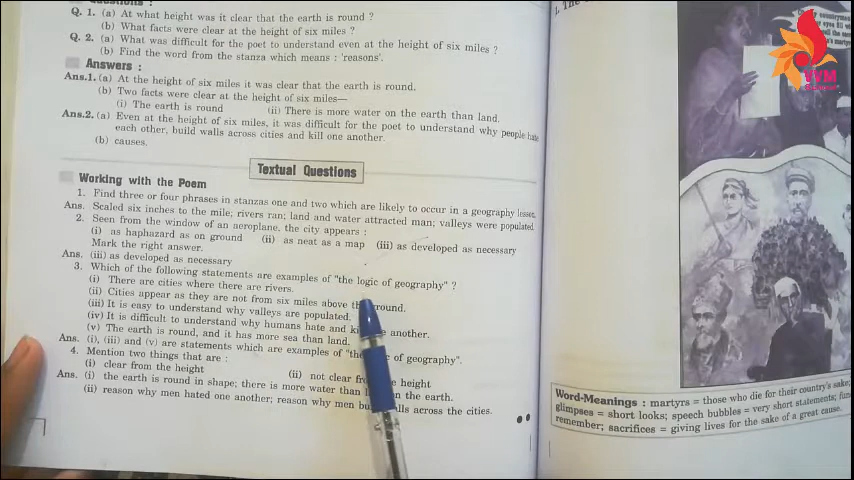 Q. 1. (a) At what height was it clear that the earth is round ?
(b) What facts were clear at the height of six miles ?
Q. 2. (a) What was difficult for the poet to understand even at the height of six miles ?
(b) Find the word from the stanza which means : 'reasons'.
Answers :
Ans.1. (a) At the height of six miles it was clear that the earth is round.
(b) Two facts were clear at the height of six miles—
(i) The earth is round (ii) There is more water on the earth than land.
Ans.2. (a) Even at the height of six miles, it was difficult for the poet to understand why people hate
each other, build walls across cities and kill one another.
(b) causes.
Textual Questions
Working with the Poem
1. Find three or four phrases in stanzas one and two which are likely to occur in a geography lesson.
Ans. Scaled six inches to the mile; rivers ran; land and water attracted man; valleys were populated.
2. Seen from the window of an aeroplane, the city appears :
(i) as haphazard as on ground (ii) as neat as a map (iii) as developed as necessary
Mark the right answer.
Ans. (iii) as developed as necessary
3. Which of the following statements are examples of "the logic of geography" ?
(i) There are cities where there are rivers.
(ii) Cities appear as they are not from six miles above the ground.
(iii) It is easy to understand why valleys are populated.
(iv) It is difficult to understand why humans hate and another.
(v) The earth is round, and it has more sea than land.
Ans. (i), (iii) and (v) are statements which are examples of "the of geography".
4. Mention two things that are :
(i) clear from the height (ii) not clear height
Ans. (i) the earth is round in shape; there is more water than the earth.
(ii) reason why men hated one another; reason why men across the cities.
1. The
countrymen
VVM
Word-Meanings : martyrs = those who die for their country's sake;
glimpses = short looks; speech bubbles = very short statements;
remember; sacrifices = giving lives for the sake of a great cause.